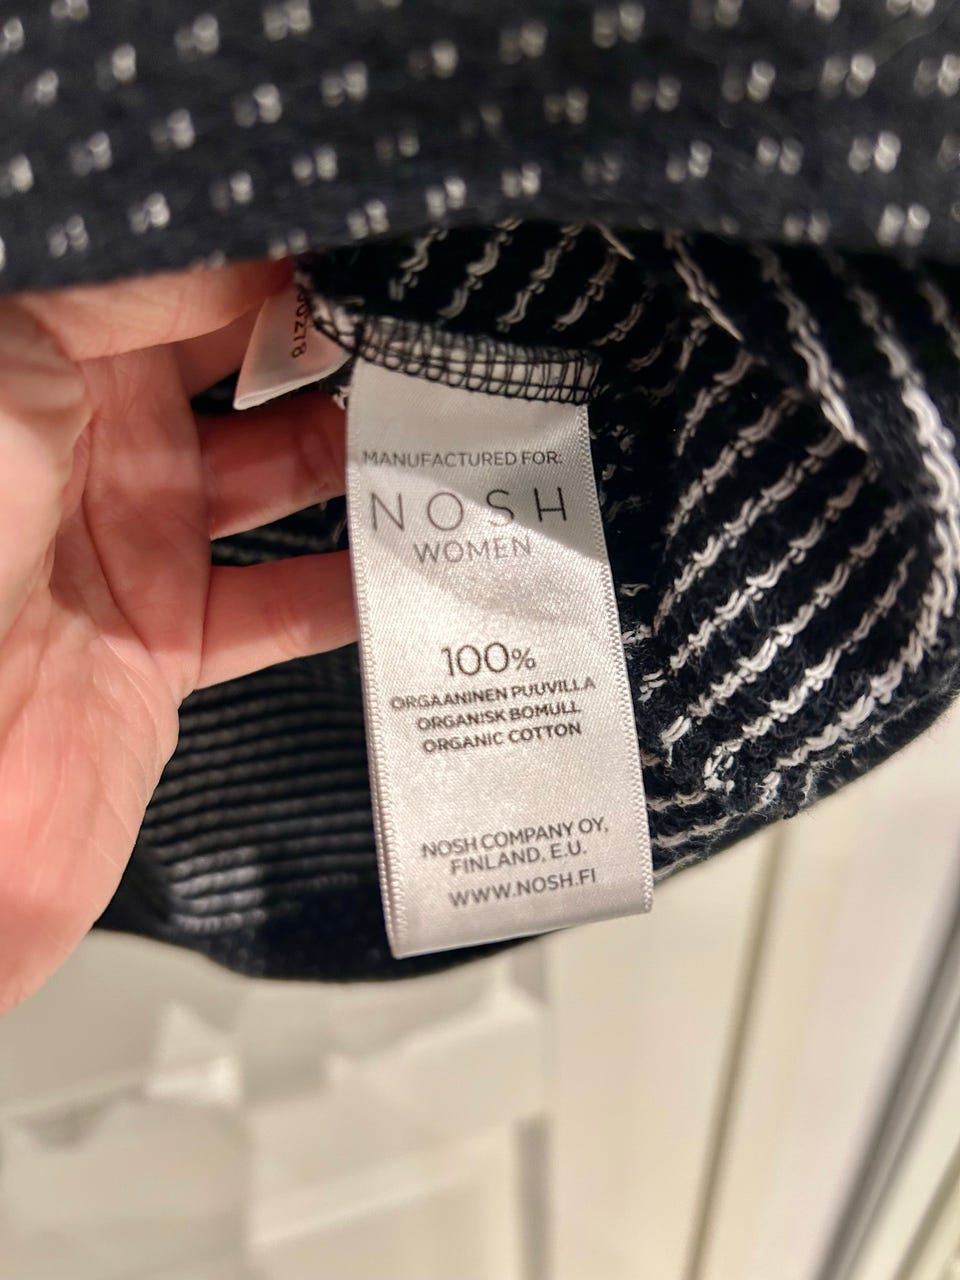 MANUFACTURED FOR:
NOSH
WOMEN
100%
ORGAANINEN PUUVILLA
ORGANISK BOMULL
ORGANIC COTTON
NOSH COMPANY OY,
FINLAND, E.U.
WWW.NOSH.FI